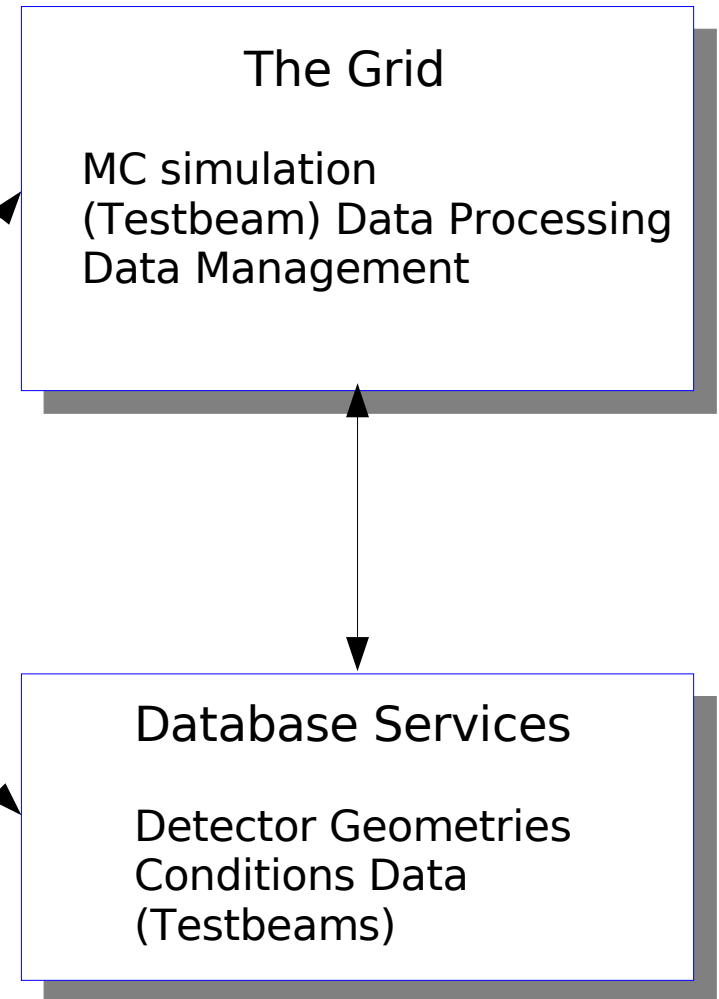 The Grid
MC simulation
(Testbeam) Data Processing
Data Management
Database Services
Detector Geometries
Conditions Data
(Testbeams)